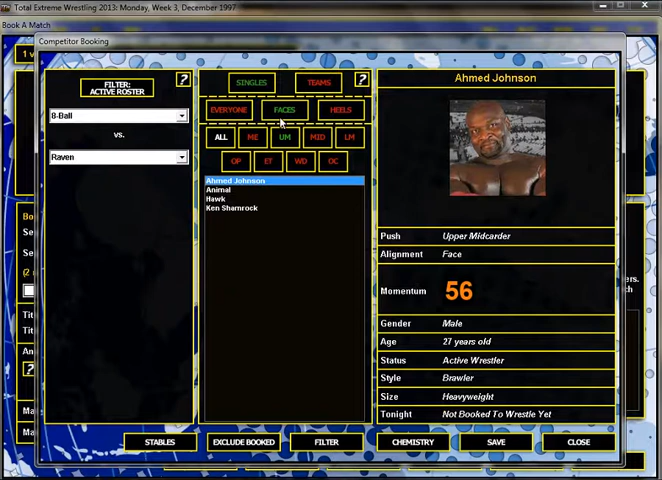 Total Extreme Wrestling 2013: Monday, Week 3, December 1997
Book A Match
Competitor Booking
FILTER:
ACTIVE ROSTER
?
8-Ball
vs.
Raven
SINGLES TEAMS ?
EVERYONE FACES HEELS
ALL ME UM MID LM
OP ET WD OC
Ahmed Johnson
Animal
Hawk
Ken Shamrock
Ahmed Johnson
Push Upper Midcarder
Alignment Face
Momentum 56
Gender Male
Age 27 years old
Status Active Wrestler
Style Brawler
Size Heavyweight
Tonight Not Booked To Wrestle Yet
STABLES EXCLUDE BOOKED FILTER CHEMISTRY SAVE CLOSE